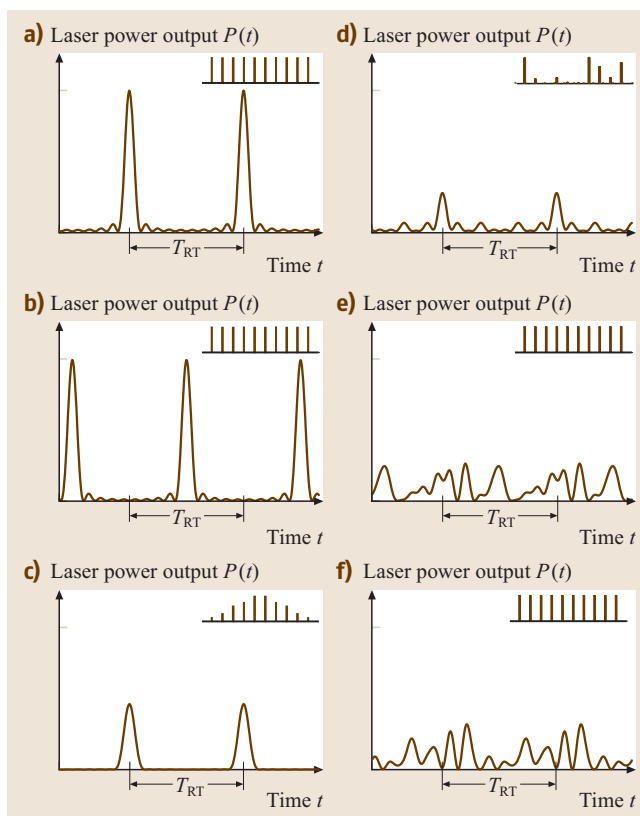 a) Laser power output P(t)
T_RT
Time t
b) Laser power output P(t)
T_RT
Time t
c) Laser power output P(t)
T_RT
Time t
d) Laser power output P(t)
T_RT
Time t
e) Laser power output P(t)
T_RT
Time t
f) Laser power output P(t)
T_RT
Time t